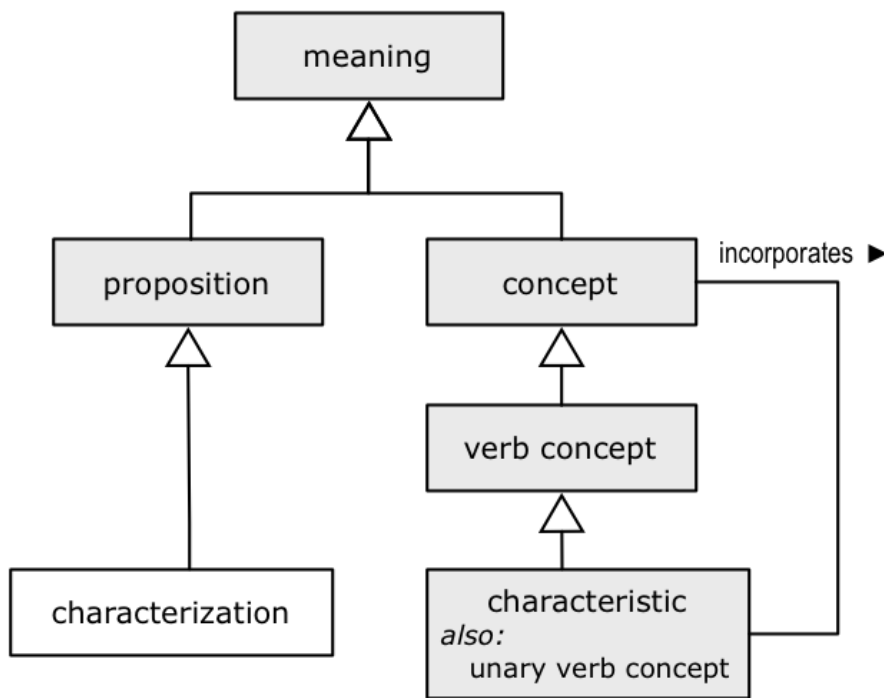 meaning
proposition
concept
incorporates ►
verb concept
characterization
characteristic
also:
unary verb concept